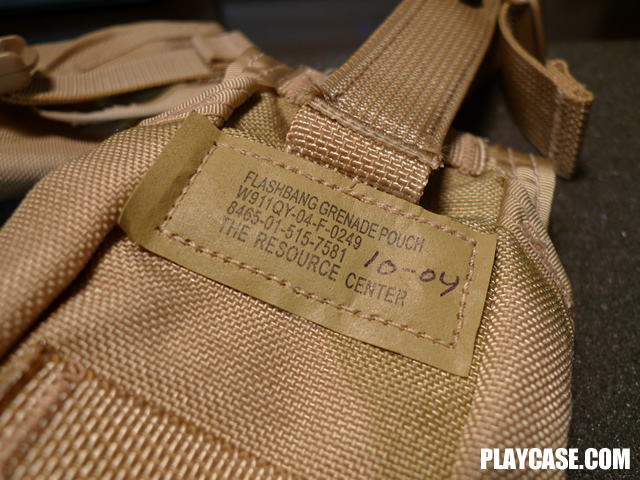 FLASHBANG GRENADE POUCH
W911QY-04-F-0249
8465-01-515-7581
THE RESOURCE CENTER
10-04
PLAYCASE.COM